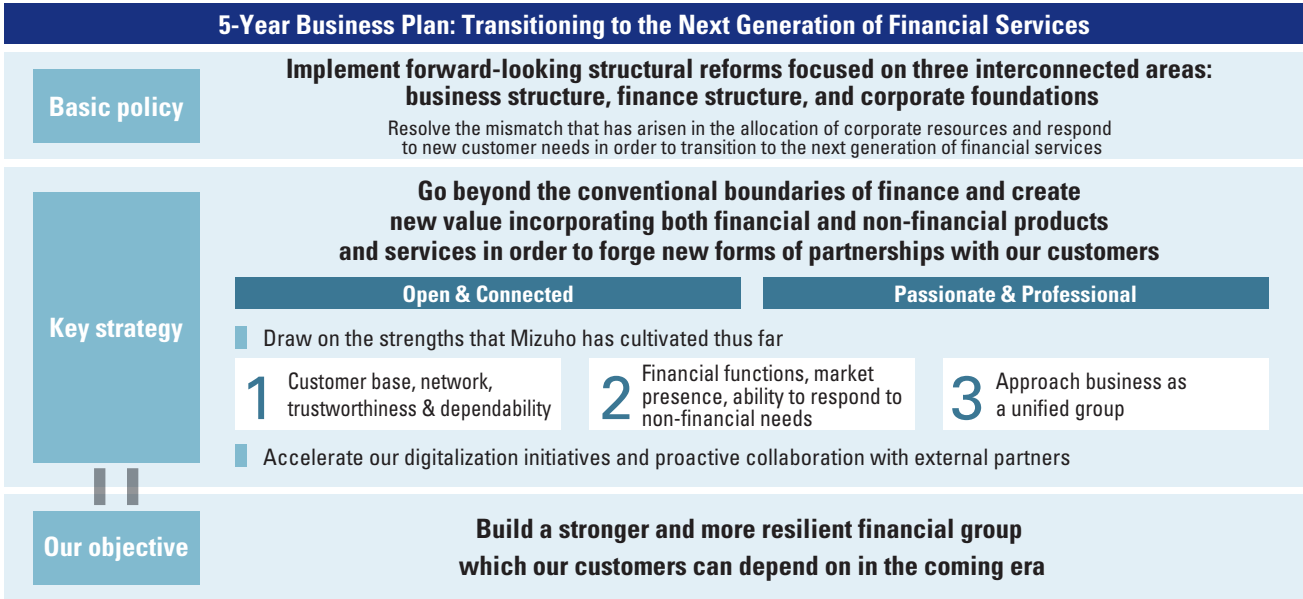 5-Year Business Plan: Transitioning to the Next Generation of Financial Services
Basic policy
Implement forward-looking structural reforms focused on three interconnected areas:
business structure, finance structure, and corporate foundations
Resolve the mismatch that has arisen in the allocation of corporate resources and respond
to new customer needs in order to transition to the next generation of financial services
Key strategy
Go beyond the conventional boundaries of finance and create
new value incorporating both financial and non-financial products
and services in order to forge new forms of partnerships with our customers
Open & Connected
Passionate & Professional
Draw on the strengths that Mizuho has cultivated thus far
1
Customer base, network,
trustworthiness & dependability
2
Financial functions, market
presence, ability to respond to
non-financial needs
3
Approach business as
a unified group
Accelerate our digitalization initiatives and proactive collaboration with external partners
Our objective
Build a stronger and more resilient financial group
which our customers can depend on in the coming era